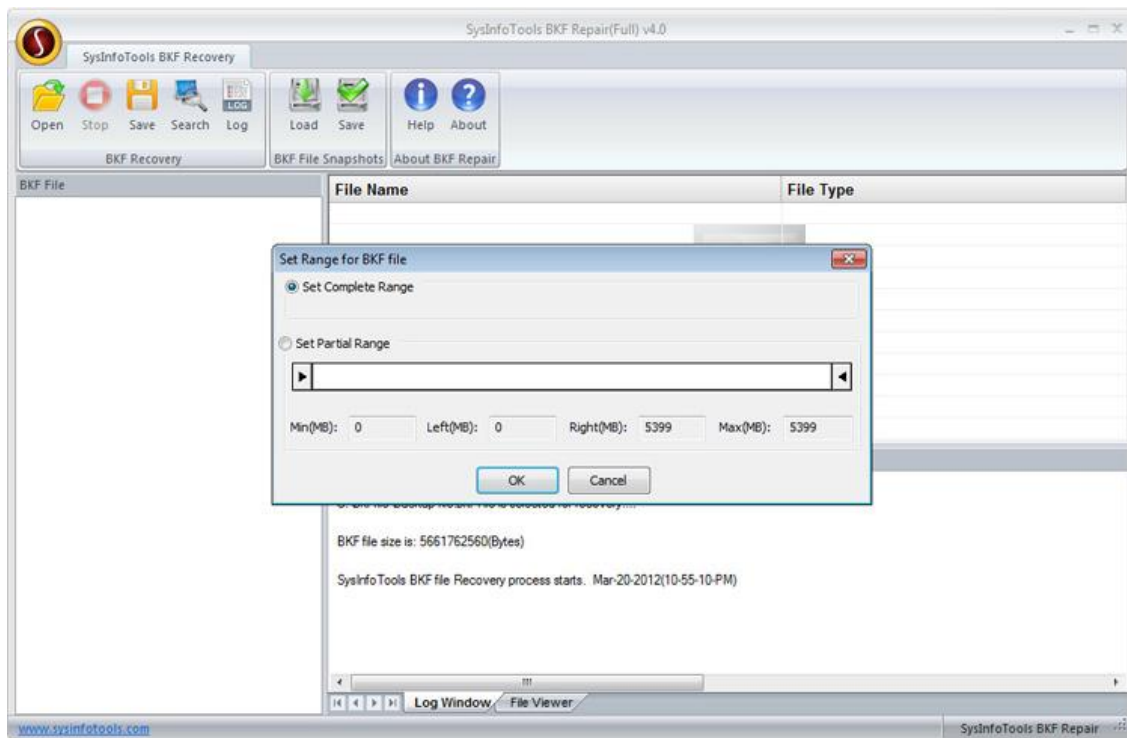 SysInfoTools BKF Repair(Full) v4.0
SysInfoTools BKF Recovery
Open Stop Save Search Log Load Save Help About
LOG
BKF Recovery BKF File Snapshots About BKF Repair
BKF File
File Name File Type
Set Range for BKF file
Set Complete Range
Set Partial Range
Min(MB): 0 Left(MB): 0 Right(MB): 5399 Max(MB): 5399
OK Cancel
BKF file size is: 5661762560(Bytes)
SysInfoTools BKF file Recovery process starts. Mar-20-2012(10-55-10-PM)
Log Window File Viewer
www.sysinfotools.com SysInfoTools BKF Repair